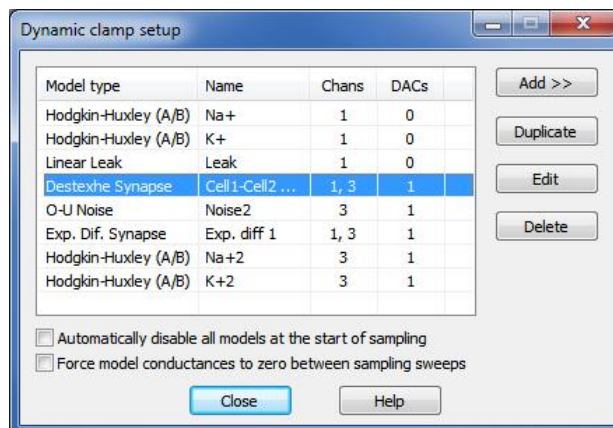 Dynamic clamp setup
Model type Name Chans DACs
Hodgkin-Huxley (A/B) Na+ 1 0
Hodgkin-Huxley (A/B) K+ 1 0
Linear Leak Leak 1 0
Destexhe Synapse Cell1-Cell2 ... 1, 3 1
O-U Noise Noise2 3 1
Exp. Dif. Synapse Exp. diff 1 1, 3 1
Hodgkin-Huxley (A/B) Na+2 3 1
Hodgkin-Huxley (A/B) K+2 3 1
Add >>
Duplicate
Edit
Delete
Automatically disable all models at the start of sampling
Force model conductances to zero between sampling sweeps
Close Help